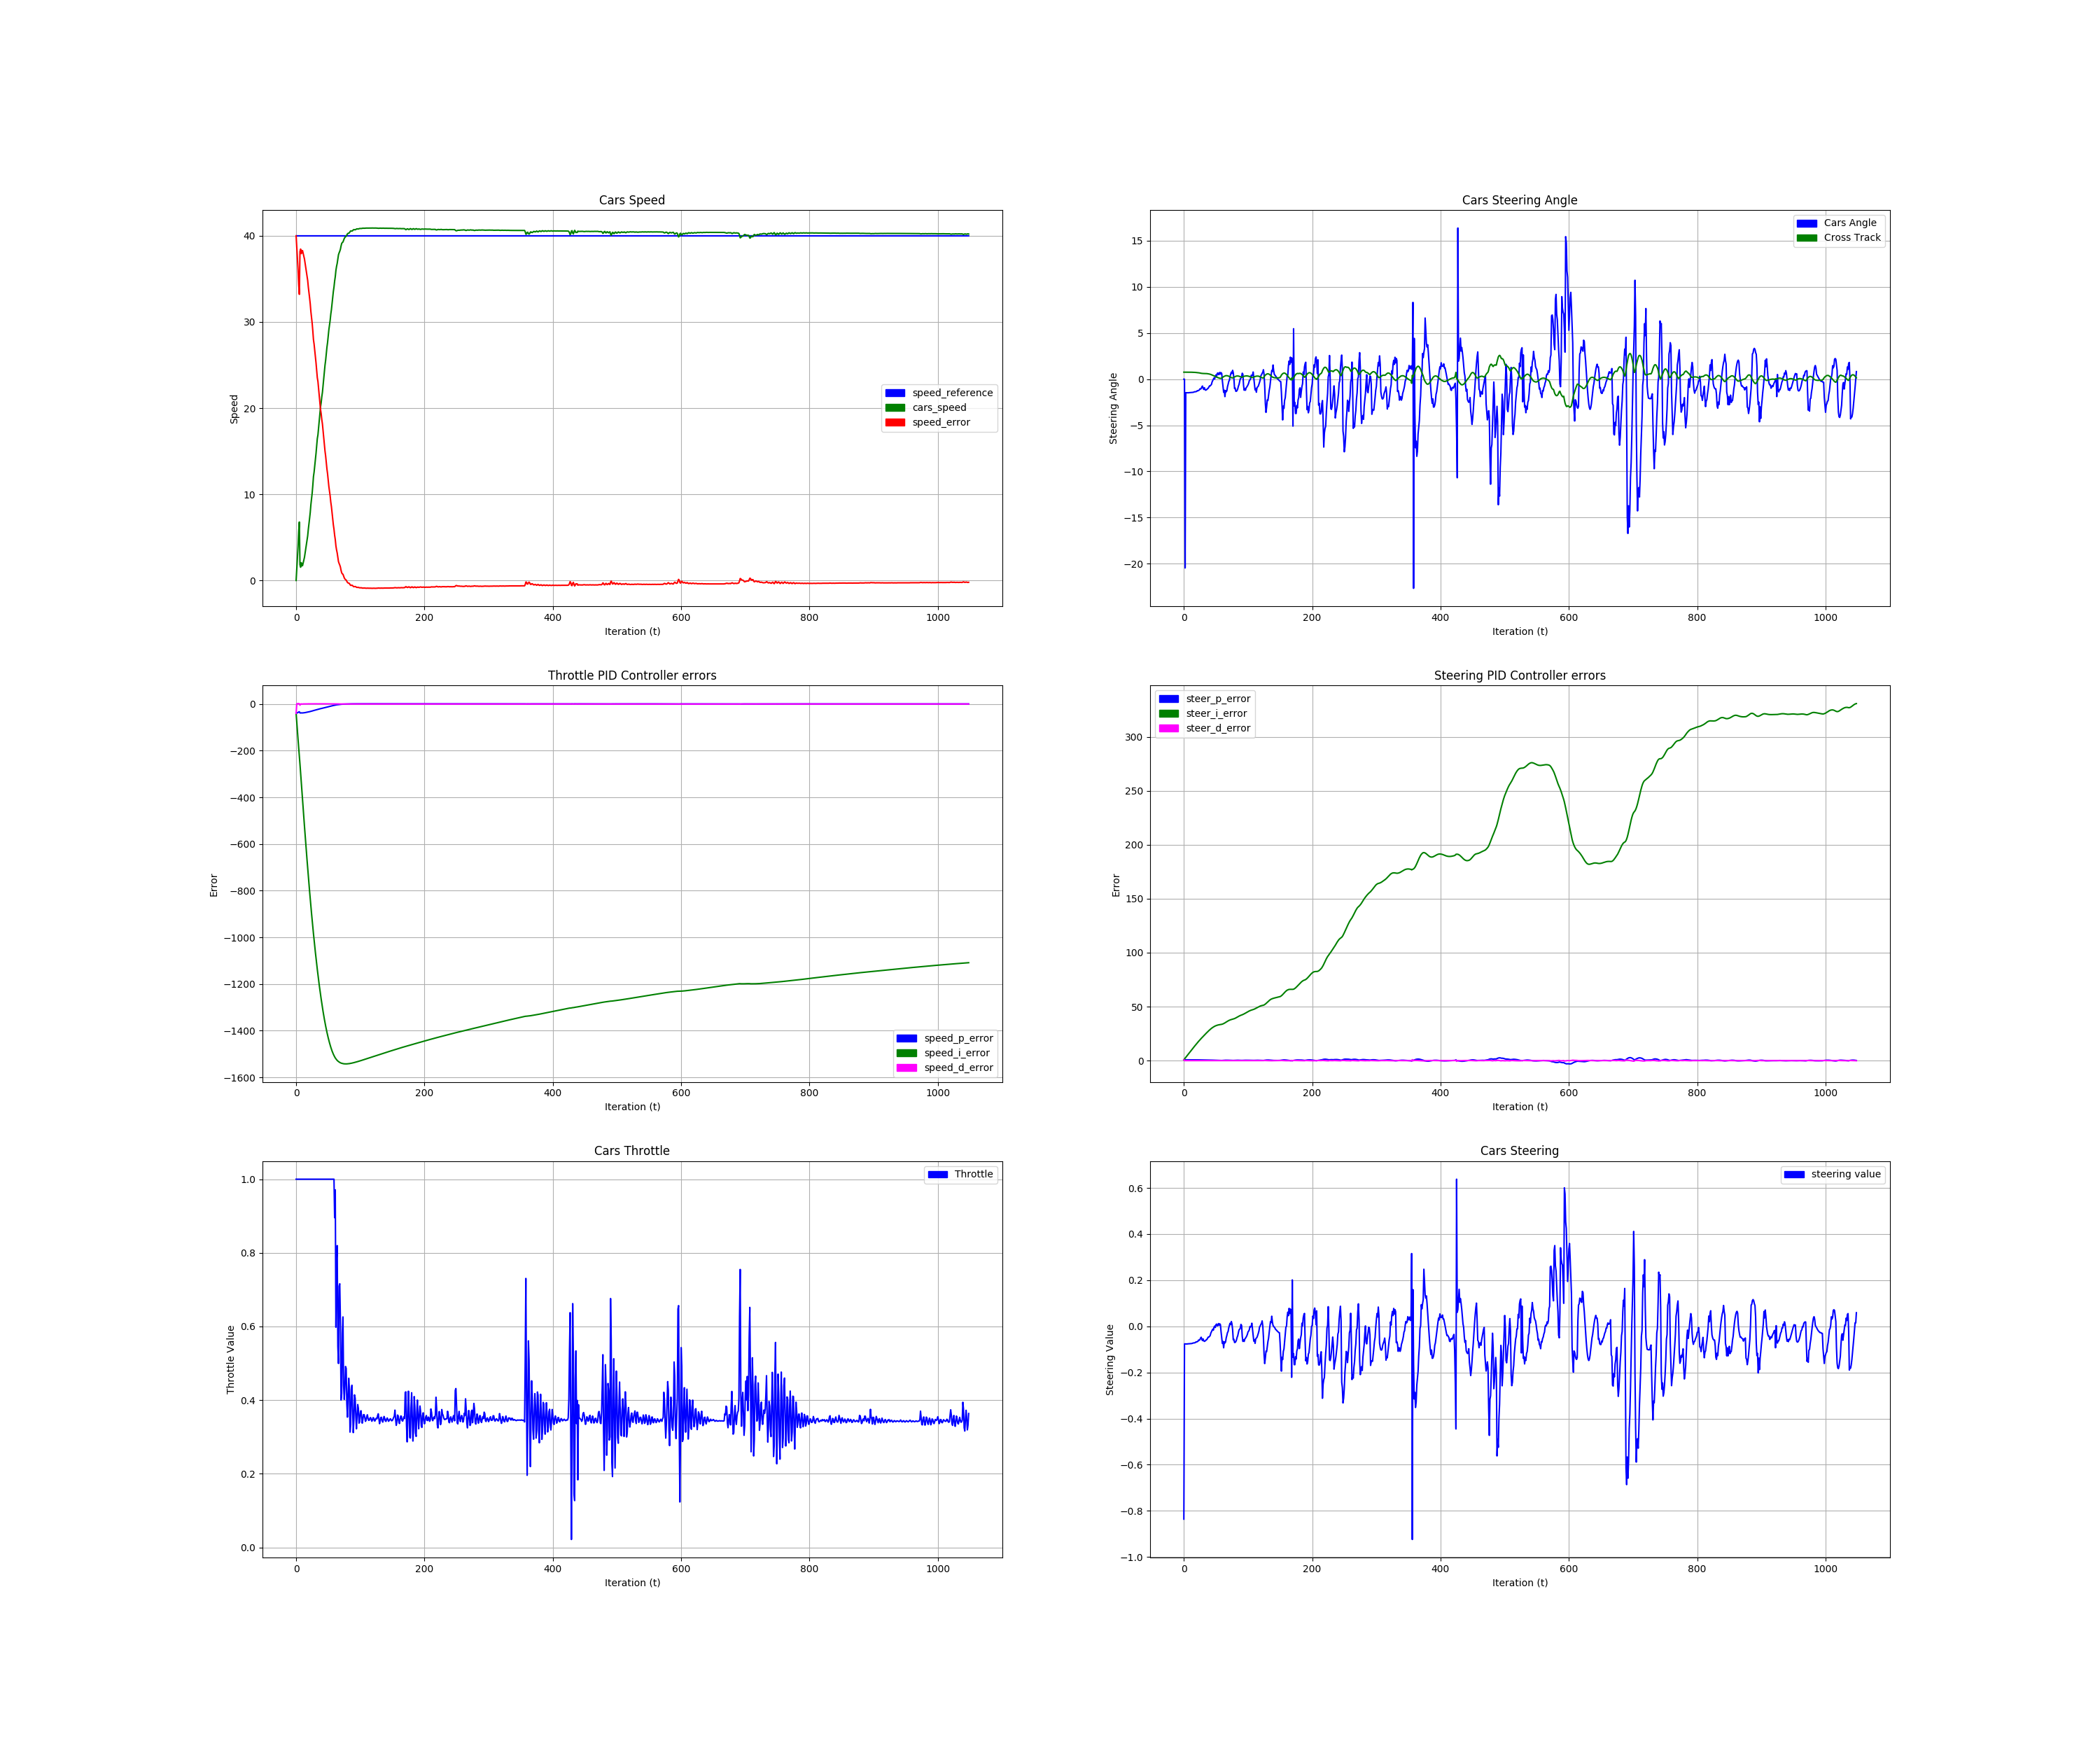 Cars Speed
Speed
40
30
20
10
0
speed_reference
cars_speed
speed_error
0 200 400 600 800 1000
Iteration (t)
Cars Steering Angle
Steering Angle
15
10
5
0
−5
−10
−15
−20
Cars Angle
Cross Track
0 200 400 600 800 1000
Iteration (t)
Throttle PID Controller errors
Error
0
−200
−400
−600
−800
−1000
−1200
−1400
−1600
speed_p_error
speed_i_error
speed_d_error
0 200 400 600 800 1000
Iteration (t)
Steering PID Controller errors
Error
300
250
200
150
100
50
0
steer_p_error
steer_i_error
steer_d_error
0 200 400 600 800 1000
Iteration (t)
Cars Throttle
Throttle Value
1.0
0.8
0.6
0.4
0.2
0.0
Throttle
0 200 400 600 800 1000
Iteration (t)
Cars Steering
Steering Value
0.6
0.4
0.2
0.0
−0.2
−0.4
−0.6
−0.8
−1.0
steering value
0 200 400 600 800 1000
Iteration (t)